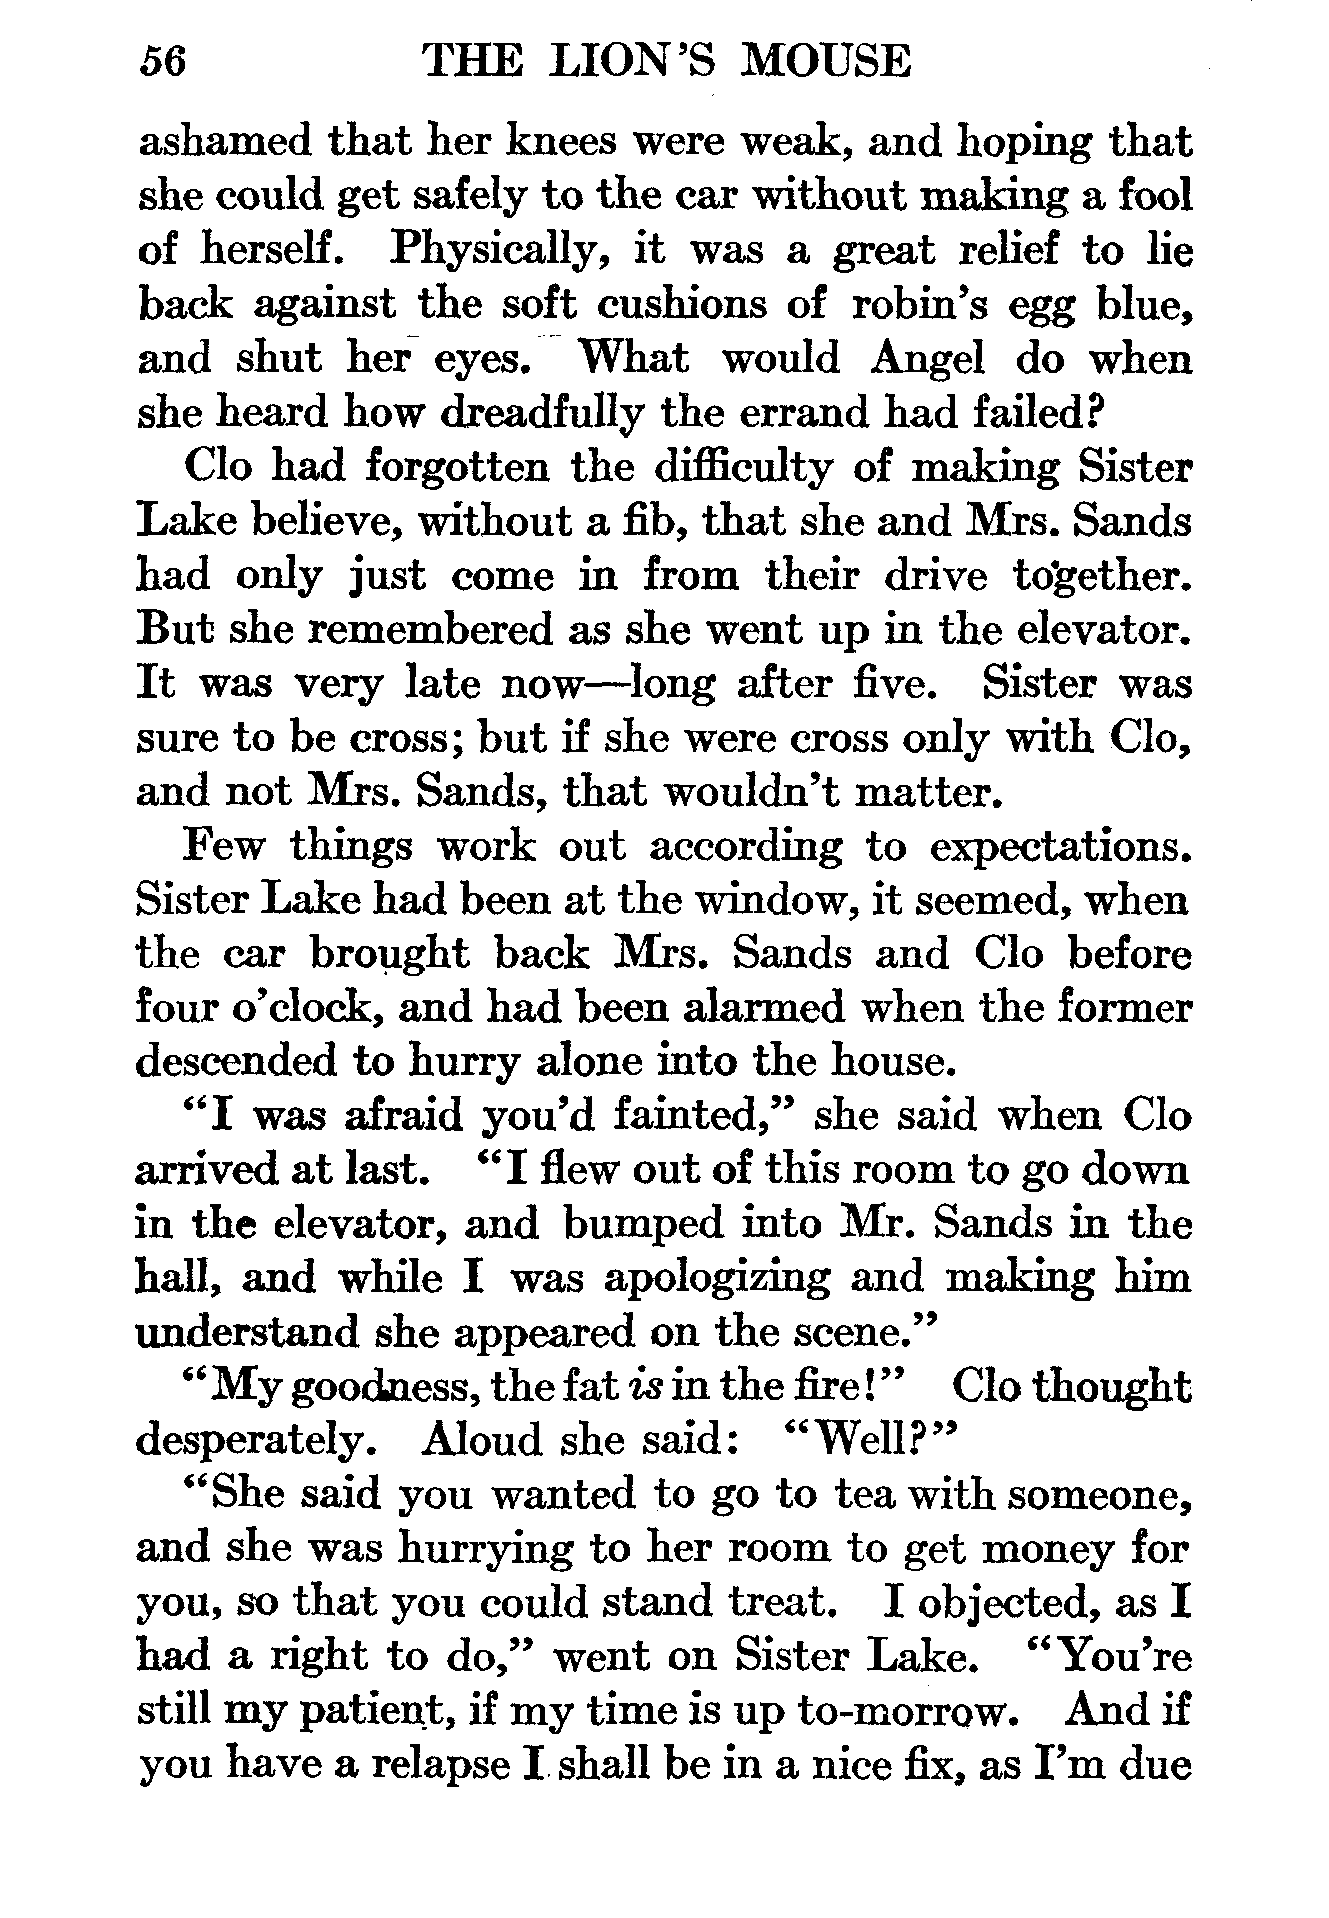 56 THE LION'S MOUSE
ashamed that her knees were weak, and hoping that
she could get safely to the car without making a fool
of herself. Physically, it was a great relief to lie
back against the soft cushions of robin's egg blue,
and shut her eyes. What would Angel do when
she heard how dreadfully the errand had failed?
Clo had forgotten the difficulty of making Sister
Lake believe, without a fib, that she and Mrs. Sands
had only just come in from their drive together.
But she remembered as she went up in the elevator.
It was very late now—long after five. Sister was
sure to be cross; but if she were cross only with Clo,
and not Mrs. Sands, that wouldn't matter.
Few things work out according to expectations.
Sister Lake had been at the window, it seemed, when
the car brought back Mrs. Sands and Clo before
four o'clock, and had been alarmed when the former
descended to hurry alone into the house.
"I was afraid you'd fainted," she said when Clo
arrived at last. "I flew out of this room to go down
in the elevator, and bumped into Mr. Sands in the
hall, and while I was apologizing and making him
understand she appeared on the scene."
"My goodness, the fat is in the fire!" Clo thought
desperately. Aloud she said: "Well?"
"She said you wanted to go to tea with someone,
and she was hurrying to her room to get money for
you, so that you could stand treat. I objected, as I
had a right to do," went on Sister Lake. "You're
still my patient, if my time is up to-morrow. And if
you have a relapse I shall be in a nice fix, as I'm due